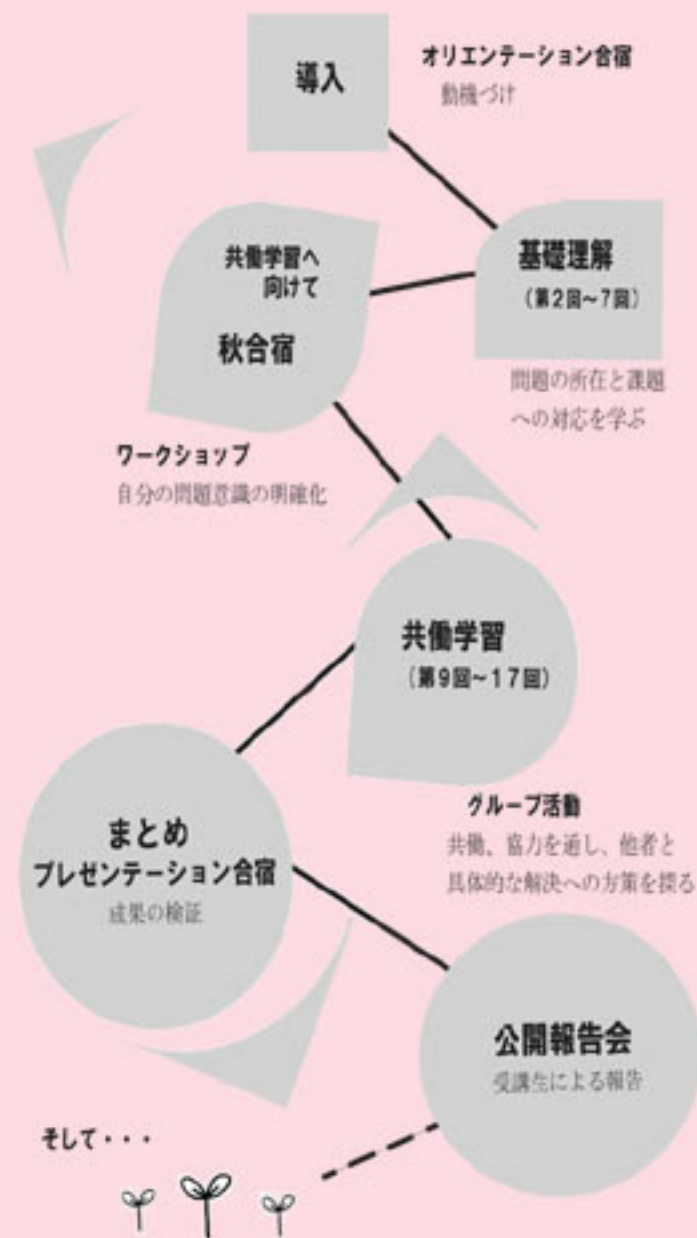 導入
オリエンテーション合宿
動機づけ
基礎理解
(第2回～7回)
問題の所在と課題
への対応を学ぶ
共働学習へ
向けて
秋合宿
ワークショップ
自分の問題意識の明確化
共働学習
(第9回～17回)
グループ活動
共働、協力を通し、他者と
具体的な解決への方策を探る
まとめ
プレゼンテーション合宿
成果の検証
公開報告会
受講生による報告
そして・・・